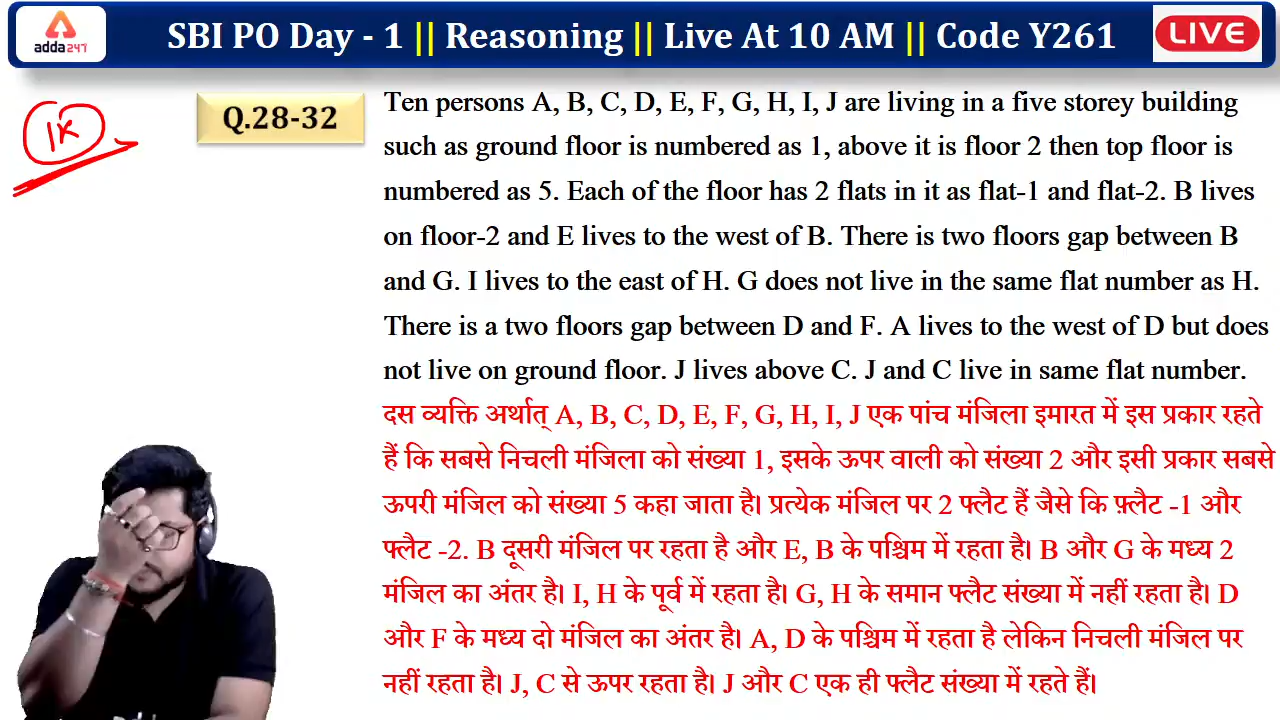 adda247
SBI PO Day - 1 || Reasoning || Live At 10 AM || Code Y261
LIVE
1K
Q.28-32
Ten persons A, B, C, D, E, F, G, H, I, J are living in a five storey building
such as ground floor is numbered as 1, above it is floor 2 then top floor is
numbered as 5. Each of the floor has 2 flats in it as flat-1 and flat-2. B lives
on floor-2 and E lives to the west of B. There is two floors gap between B
and G. I lives to the east of H. G does not live in the same flat number as H.
There is a two floors gap between D and F. A lives to the west of D but does
not live on ground floor. J lives above C. J and C live in same flat number.
दस व्यक्ति अर्थात् A, B, C, D, E, F, G, H, I, J एक पांच मंजिला इमारत में इस प्रकार रहते
हैं कि सबसे निचली मंजिला को संख्या 1, इसके ऊपर वाली को संख्या 2 और इसी प्रकार सबसे
ऊपरी मंजिल को संख्या 5 कहा जाता है। प्रत्येक मंजिल पर 2 फ्लैट हैं जैसे कि फ़्लैट -1 और
फ्लैट -2. B दूसरी मंजिल पर रहता है और E, B के पश्चिम में रहता है। B और G के मध्य 2
मंजिल का अंतर है। I, H के पूर्व में रहता है। G, H के समान फ्लैट संख्या में नहीं रहता है। D
और F के मध्य दो मंजिल का अंतर है। A, D के पश्चिम में रहता है लेकिन निचली मंजिल पर
नहीं रहता है। J, C से ऊपर रहता है। J और C एक ही फ्लैट संख्या में रहते हैं।